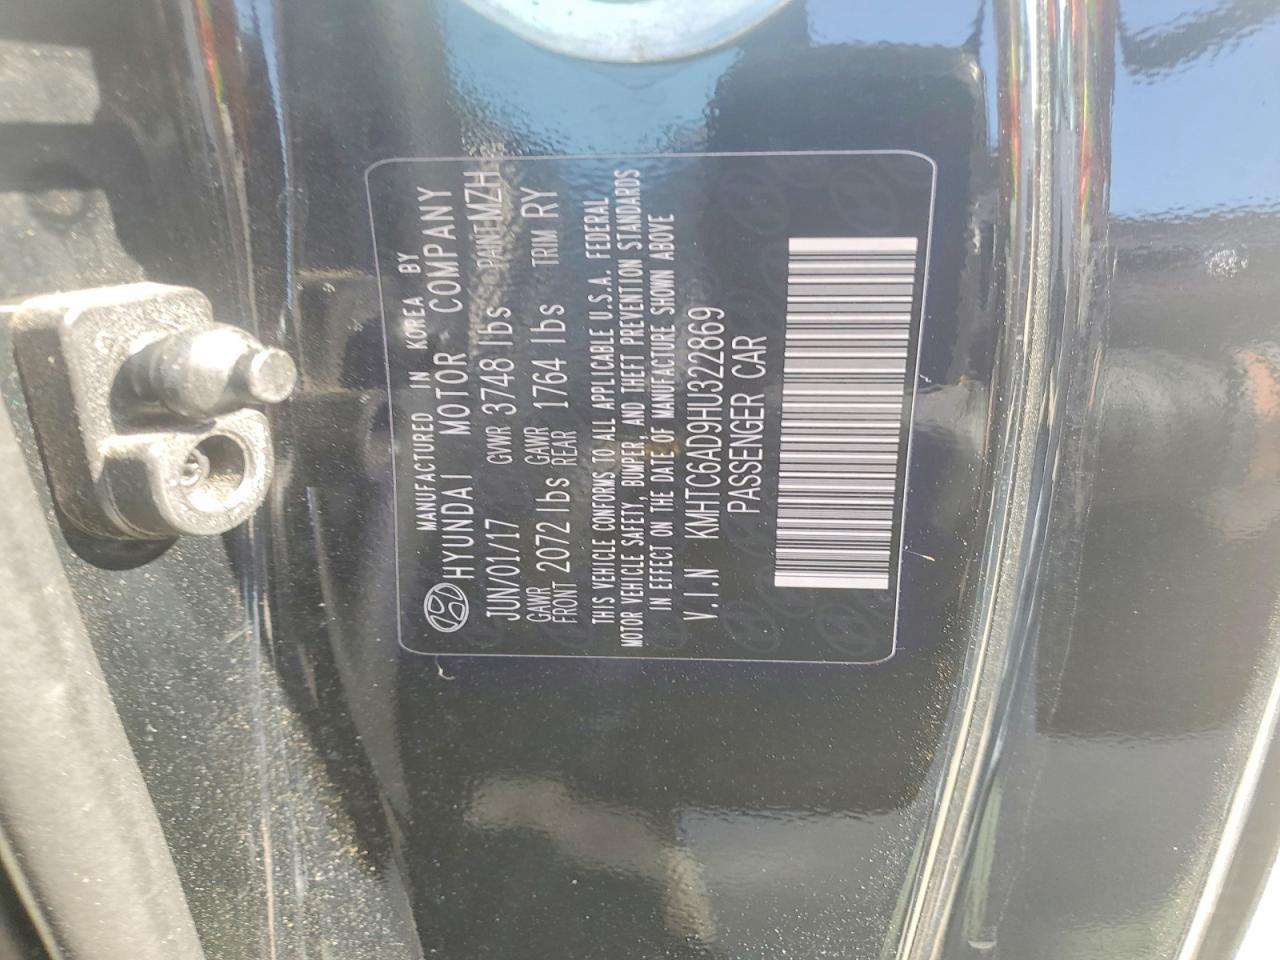 MANUFACTURED IN KOREA BY
HYUNDAI MOTOR COMPANY
JUN/01/17 GVWR 3748 lbs PAINT MZH
GAWR FRONT 2072 lbs GAWR REAR 1764 lbs TRIM RY
THIS VEHICLE CONFORMS TO ALL APPLICABLE U.S.A. FEDERAL
MOTOR VEHICLE SAFETY, BUMPER, AND THEFT PREVENTION STANDARDS
IN EFFECT ON THE DATE OF MANUFACTURE SHOWN ABOVE
V.I.N KMHTC6AD9HU322869
PASSENGER CAR